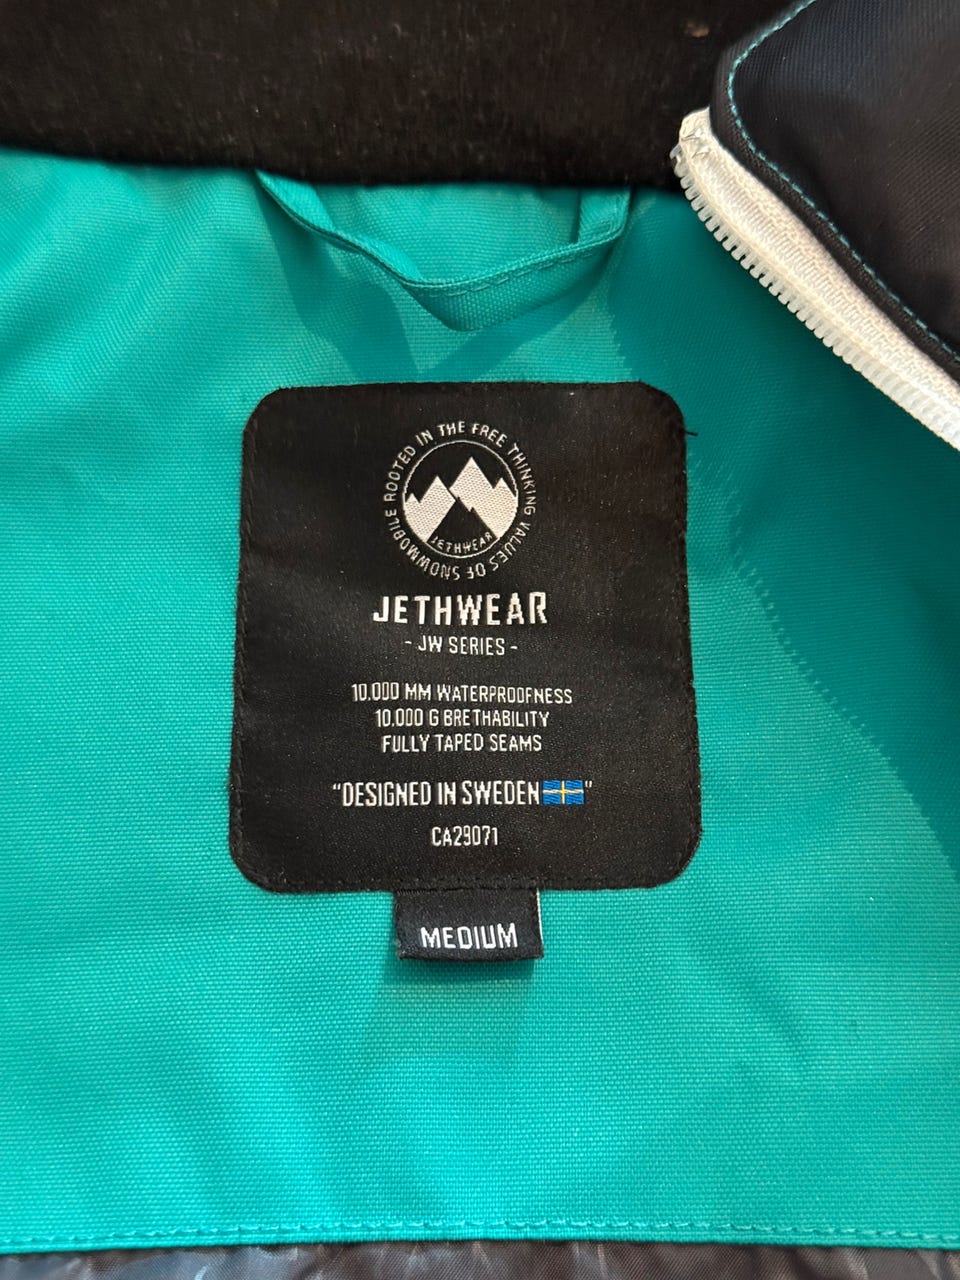 ROOTED IN THE FREE THINKING VALUES OF SNOWMOBILE
JETHWEAR
JETHWEAR
- JW SERIES -
10.000 MM WATERPROOFNESS
10.000 G BRETHABILITY
FULLY TAPED SEAMS
"DESIGNED IN SWEDEN"
CA29071
MEDIUM